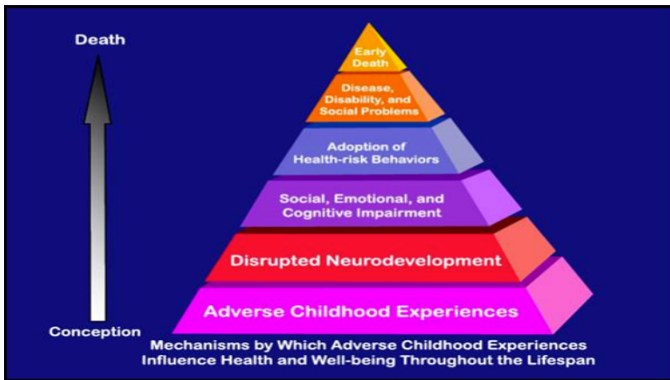 Death
Early
Death
Disease,
Disability, and
Social Problems
Adoption of
Health-risk Behaviors
Social, Emotional, and
Cognitive Impairment
Disrupted Neurodevelopment
Adverse Childhood Experiences
Conception
Mechanisms by Which Adverse Childhood Experiences
Influence Health and Well-being Throughout the Lifespan